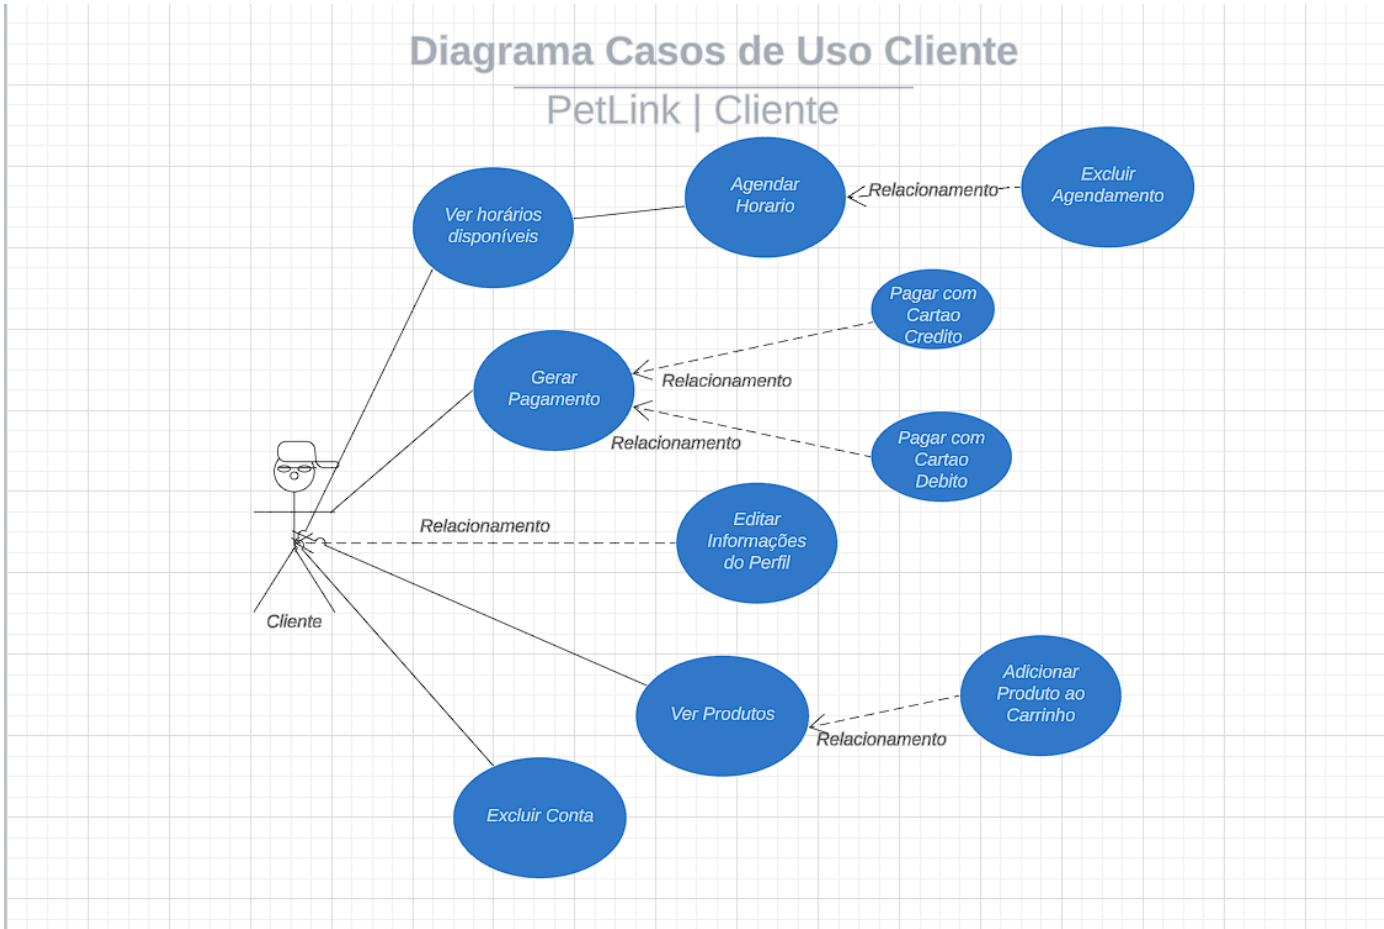 Diagrama Casos de Uso Cliente
PetLink | Cliente
Ver horários
disponíveis
Agendar
Horario
Relacionamento
Excluir
Agendamento
Gerar
Pagamento
Relacionamento
Pagar com
Cartao
Credito
Relacionamento
Pagar com
Cartao
Debito
Relacionamento
Editar
Informações
do Perfil
Cliente
Ver Produtos
Relacionamento
Adicionar
Produto ao
Carrinho
Excluir Conta